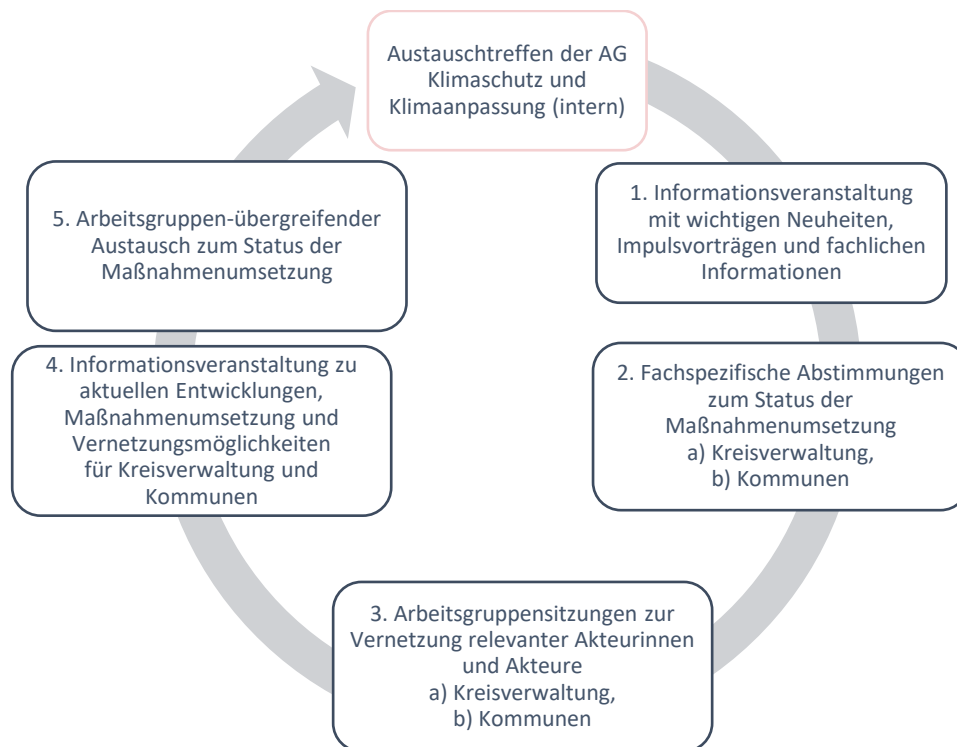 Austauschtreffen der AG
Klimaschutz und
Klimaanpassung (intern)
1. Informationsveranstaltung
mit wichtigen Neuheiten,
Impulsvorträgen und fachlichen
Informationen
2. Fachspezifische Abstimmungen
zum Status der
Maßnahmenumsetzung
a) Kreisverwaltung,
b) Kommunen
3. Arbeitsgruppensitzungen zur
Vernetzung relevanter Akteurinnen
und Akteure
a) Kreisverwaltung,
b) Kommunen
4. Informationsveranstaltung zu
aktuellen Entwicklungen,
Maßnahmenumsetzung und
Vernetzungsmöglichkeiten
für Kreisverwaltung und
Kommunen
5. Arbeitsgruppen-übergreifender
Austausch zum Status der
Maßnahmenumsetzung